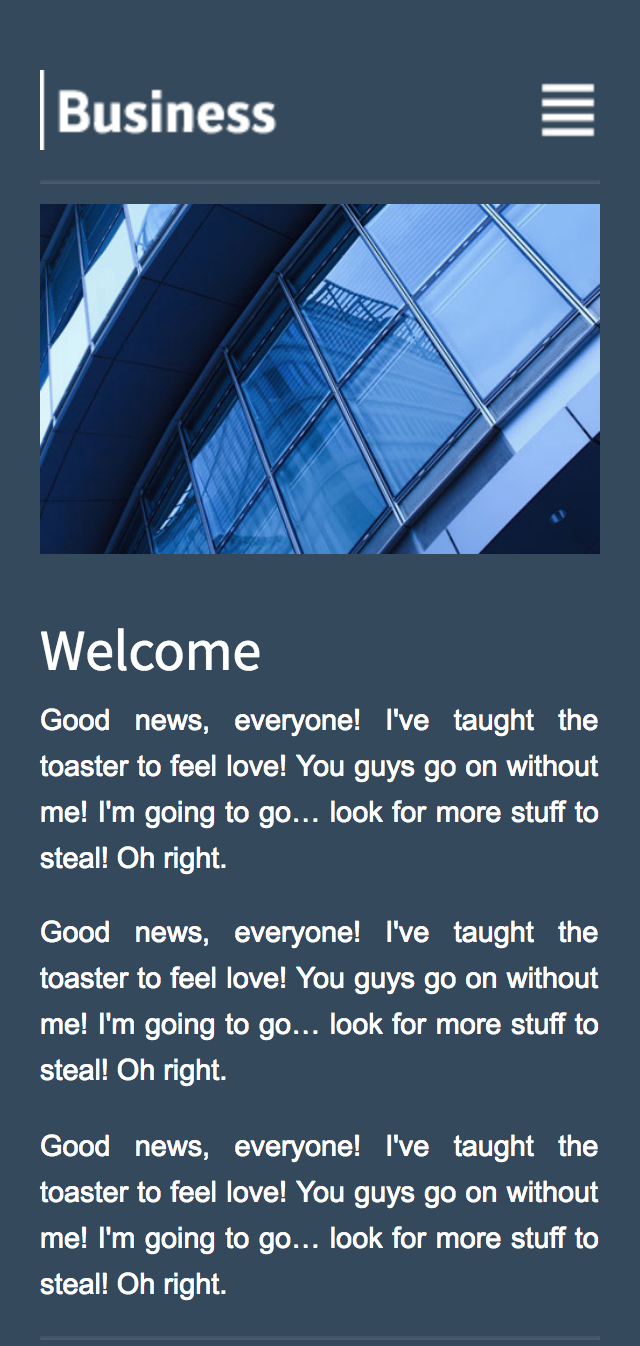 Business
Welcome
Good news, everyone! I've taught the
toaster to feel love! You guys go on without
me! I'm going to go… look for more stuff to
steal! Oh right.
Good news, everyone! I've taught the
toaster to feel love! You guys go on without
me! I'm going to go… look for more stuff to
steal! Oh right.
Good news, everyone! I've taught the
toaster to feel love! You guys go on without
me! I'm going to go… look for more stuff to
steal! Oh right.